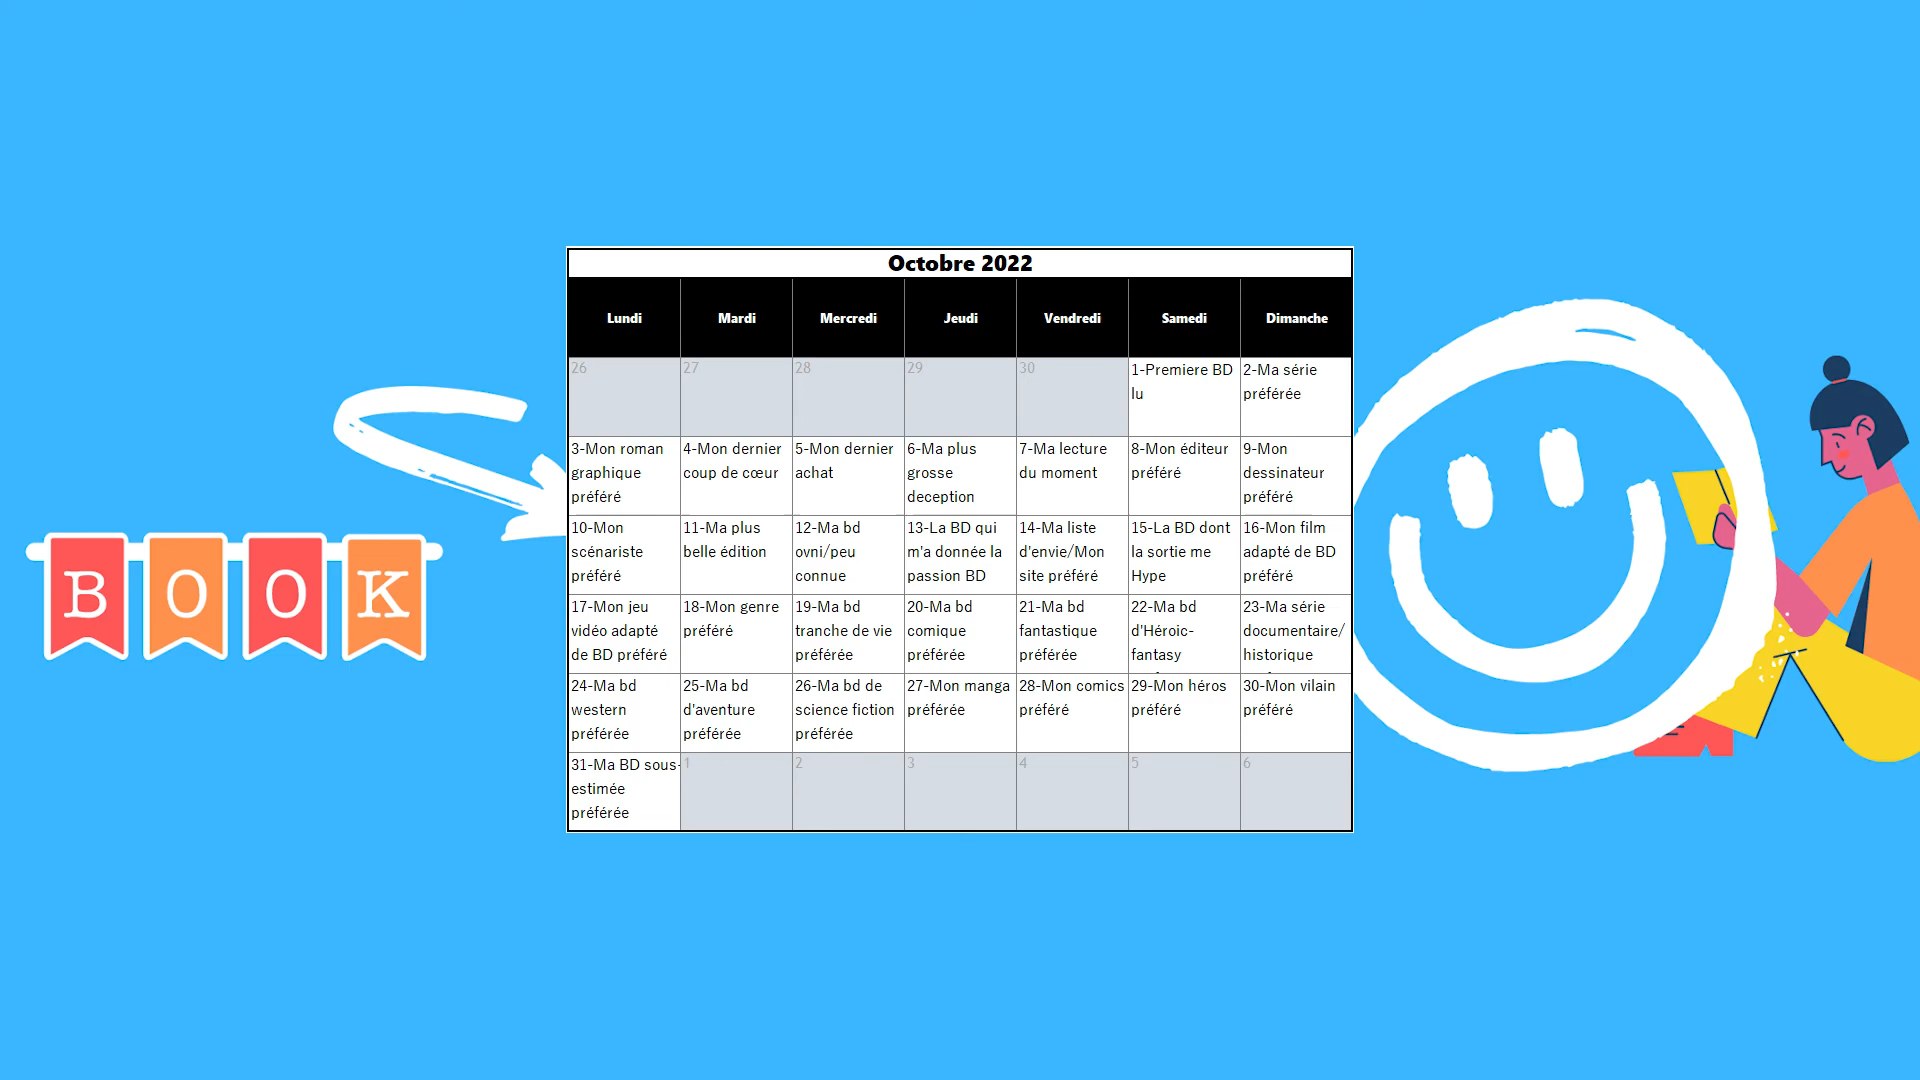 Octobre 2022
Lundi Mardi Mercredi Jeudi Vendredi Samedi Dimanche
26 27 28 29 30
1-Premiere BD
lu
2-Ma série
préférée
3-Mon roman
graphique
préféré
4-Mon dernier
coup de cœur
5-Mon dernier
achat
6-Ma plus
grosse
deception
7-Ma lecture
du moment
8-Mon éditeur
préféré
9-Mon
dessinateur
préféré
10-Mon
scénariste
préféré
11-Ma plus
belle édition
12-Ma bd
ovni/peu
connue
13-La BD qui
m'a donnée la
passion BD
14-Ma liste
d'envie/Mon
site préféré
15-La BD dont
la sortie me
Hype
16-Mon film
adapté de BD
préféré
17-Mon jeu
vidéo adapté
de BD préféré
18-Mon genre
préféré
19-Ma bd
tranche de vie
préférée
20-Ma bd
comique
préférée
21-Ma bd
fantastique
préférée
22-Ma bd
d'Héroic-
fantasy
23-Ma série
documentaire/
historique
24-Ma bd
western
préférée
25-Ma bd
d'aventure
préférée
26-Ma bd de
science fiction
préférée
27-Mon manga
préférée
28-Mon comics
préféré
29-Mon héros
préféré
30-Mon vilain
préféré
31-Ma BD sous-
estimée
préférée
1 2 3 4 5 6
BOOK